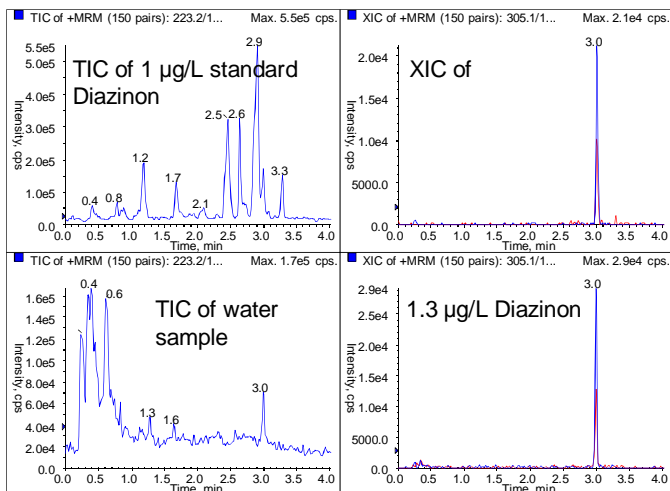 TIC of +MRM (150 pairs): 223.2/1... Max. 5.5e5 cps.
5.5e5
5.0e5
4.0e5
3.0e5
2.0e5
1.0e5
0.0
Intensity, cps
TIC of 1 µg/L standard
Diazinon
0.4
0.8
1.2
1.7
2.1
2.5
2.6
2.9
3.3
0.0 0.5 1.0 1.5 2.0 2.5 3.0 3.5 4.0
Time, min
XIC of +MRM (150 pairs): 305.1/1... Max. 2.1e4 cps.
2.0e4
1.5e4
1.0e4
5000.0
0.0
Intensity, cps
XIC of
3.0
0.0 0.5 1.0 1.5 2.0 2.5 3.0 3.5 4.0
Time, min
TIC of +MRM (150 pairs): 223.2/1... Max. 1.7e5 cps.
1.6e5
1.4e5
1.2e5
1.0e5
8.0e4
6.0e4
4.0e4
2.0e4
0.0
Intensity, cps
TIC of water
sample
0.4
0.6
1.3
1.6
3.0
0.0 0.5 1.0 1.5 2.0 2.5 3.0 3.5 4.0
Time, min
XIC of +MRM (150 pairs): 305.1/1... Max. 2.9e4 cps.
2.9e4
2.5e4
2.0e4
1.5e4
1.0e4
5000.0
0.0
Intensity, cps
1.3 µg/L Diazinon
3.0
0.0 0.5 1.0 1.5 2.0 2.5 3.0 3.5 4.0
Time, min